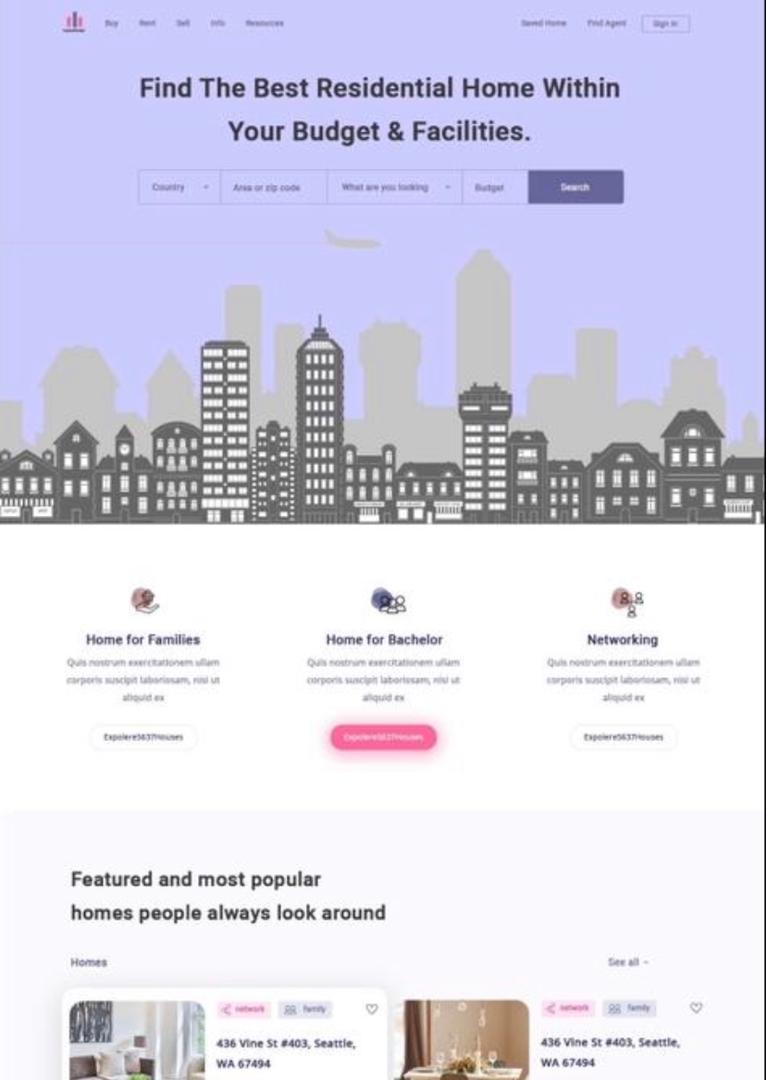 Buy Rent Sell Info Resources Saved Home Find Agent Sign in
Find The Best Residential Home Within
Your Budget & Facilities.
Country Area or zip code What are you looking Budget Search
Home for Families
Quis nostrum exercitationem ullam
corporis suscipit laboriosam, nisi ut
aliquid ex
Expolere5637Houses
Home for Bachelor
Quis nostrum exercitationem ullam
corporis suscipit laboriosam, nisi ut
aliquid ex
Expolere5637Houses
Networking
Quis nostrum exercitationem ullam
corporis suscipit laboriosam, nisi ut
aliquid ex
Expolere5637Houses
Featured and most popular
homes people always look around
Homes See all
network family
436 Vine St #403, Seattle,
WA 67494
network family
436 Vine St #403, Seattle,
WA 67494